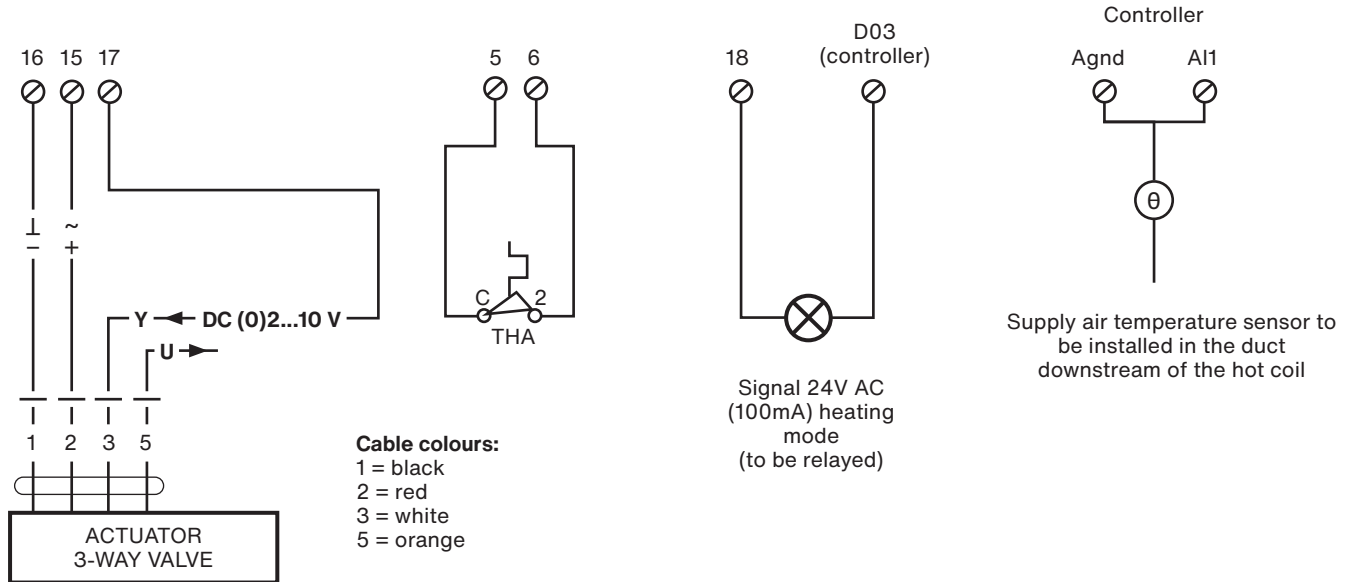 16 15 17
~
+
⊥
−
Y DC (0)2...10 V
U
1 2 3 5
ACTUATOR
3-WAY VALVE
Cable colours:
1 = black
2 = red
3 = white
5 = orange
5 6
C 2
THA
18
D03
(controller)
Signal 24V AC
(100mA) heating
mode
(to be relayed)
Controller
Agnd AI1
θ
Supply air temperature sensor to
be installed in the duct
downstream of the hot coil